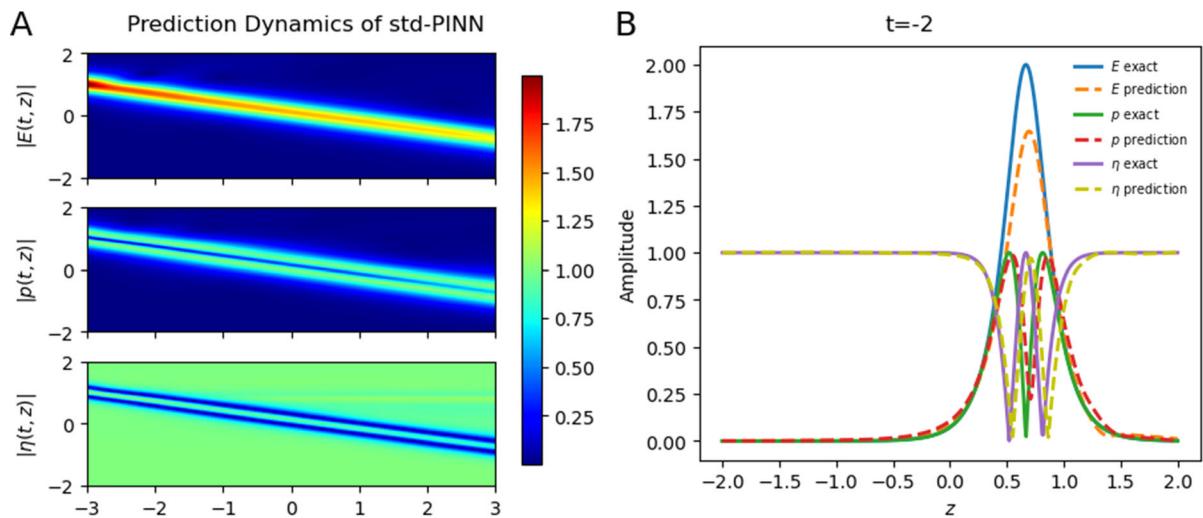 A
Prediction Dynamics of std-PINN
2
0
−2
|E(t, z)|
2
0
−2
|p(t, z)|
2
0
−2
|η(t, z)|
−3 −2 −1 0 1 2 3
1.75
1.50
1.25
1.00
0.75
0.50
0.25
B
t=-2
2.00
1.75
1.50
1.25
1.00
0.75
0.50
0.25
0.00
Amplitude
E exact
E prediction
p exact
p prediction
η exact
η prediction
−2.0 −1.5 −1.0 −0.5 0.0 0.5 1.0 1.5 2.0
z